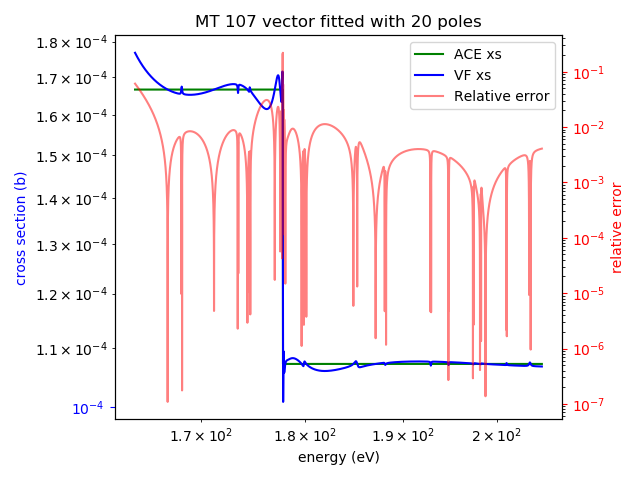 MT 107 vector fitted with 20 poles
ACE xs
VF xs
Relative error
1.8 × 10⁻⁴
1.7 × 10⁻⁴
1.6 × 10⁻⁴
1.5 × 10⁻⁴
1.4 × 10⁻⁴
1.3 × 10⁻⁴
1.2 × 10⁻⁴
1.1 × 10⁻⁴
10⁻⁴
cross section (b)
10⁻¹
10⁻²
10⁻³
10⁻⁴
10⁻⁵
10⁻⁶
10⁻⁷
relative error
1.7 × 10² 1.8 × 10² 1.9 × 10² 2 × 10²
energy (eV)